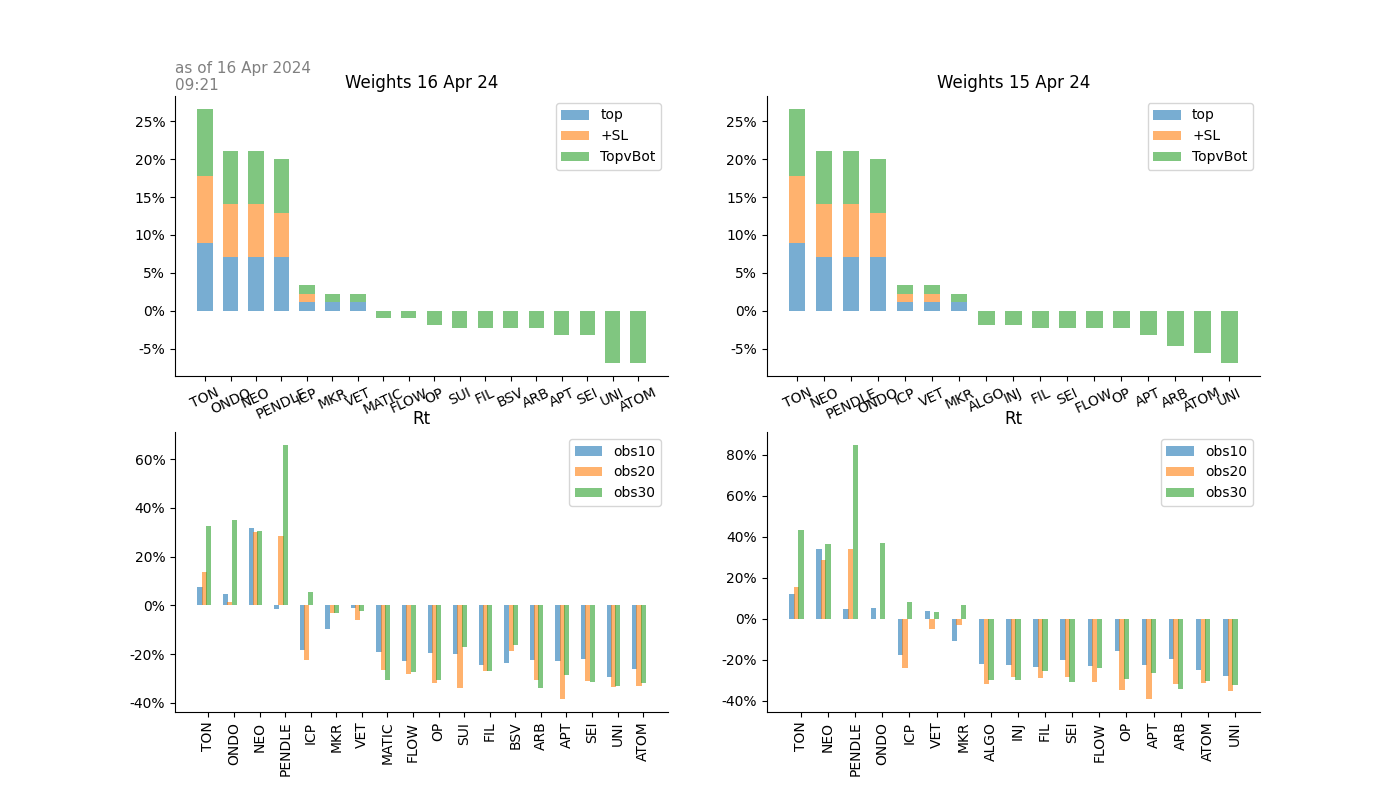 as of 16 Apr 2024
09:21
Weights 16 Apr 24
25%
20%
15%
10%
5%
0%
-5%
top
+SL
TopvBot
TON ONDO NEO PENDLE ICP MKR VET MATIC FLOW OP SUI FIL BSV ARB APT SEI UNI ATOM
Weights 15 Apr 24
25%
20%
15%
10%
5%
0%
-5%
top
+SL
TopvBot
TON NEO PENDLE ONDO ICP VET MKR ALGO INJ FIL SEI FLOW OP APT ARB ATOM UNI
Rt
60%
40%
20%
0%
-20%
-40%
obs10
obs20
obs30
TON ONDO NEO PENDLE ICP MKR VET MATIC FLOW OP SUI FIL BSV ARB APT SEI UNI ATOM
Rt
80%
60%
40%
20%
0%
-20%
-40%
obs10
obs20
obs30
TON NEO PENDLE ONDO ICP VET MKR ALGO INJ FIL SEI FLOW OP APT ARB ATOM UNI